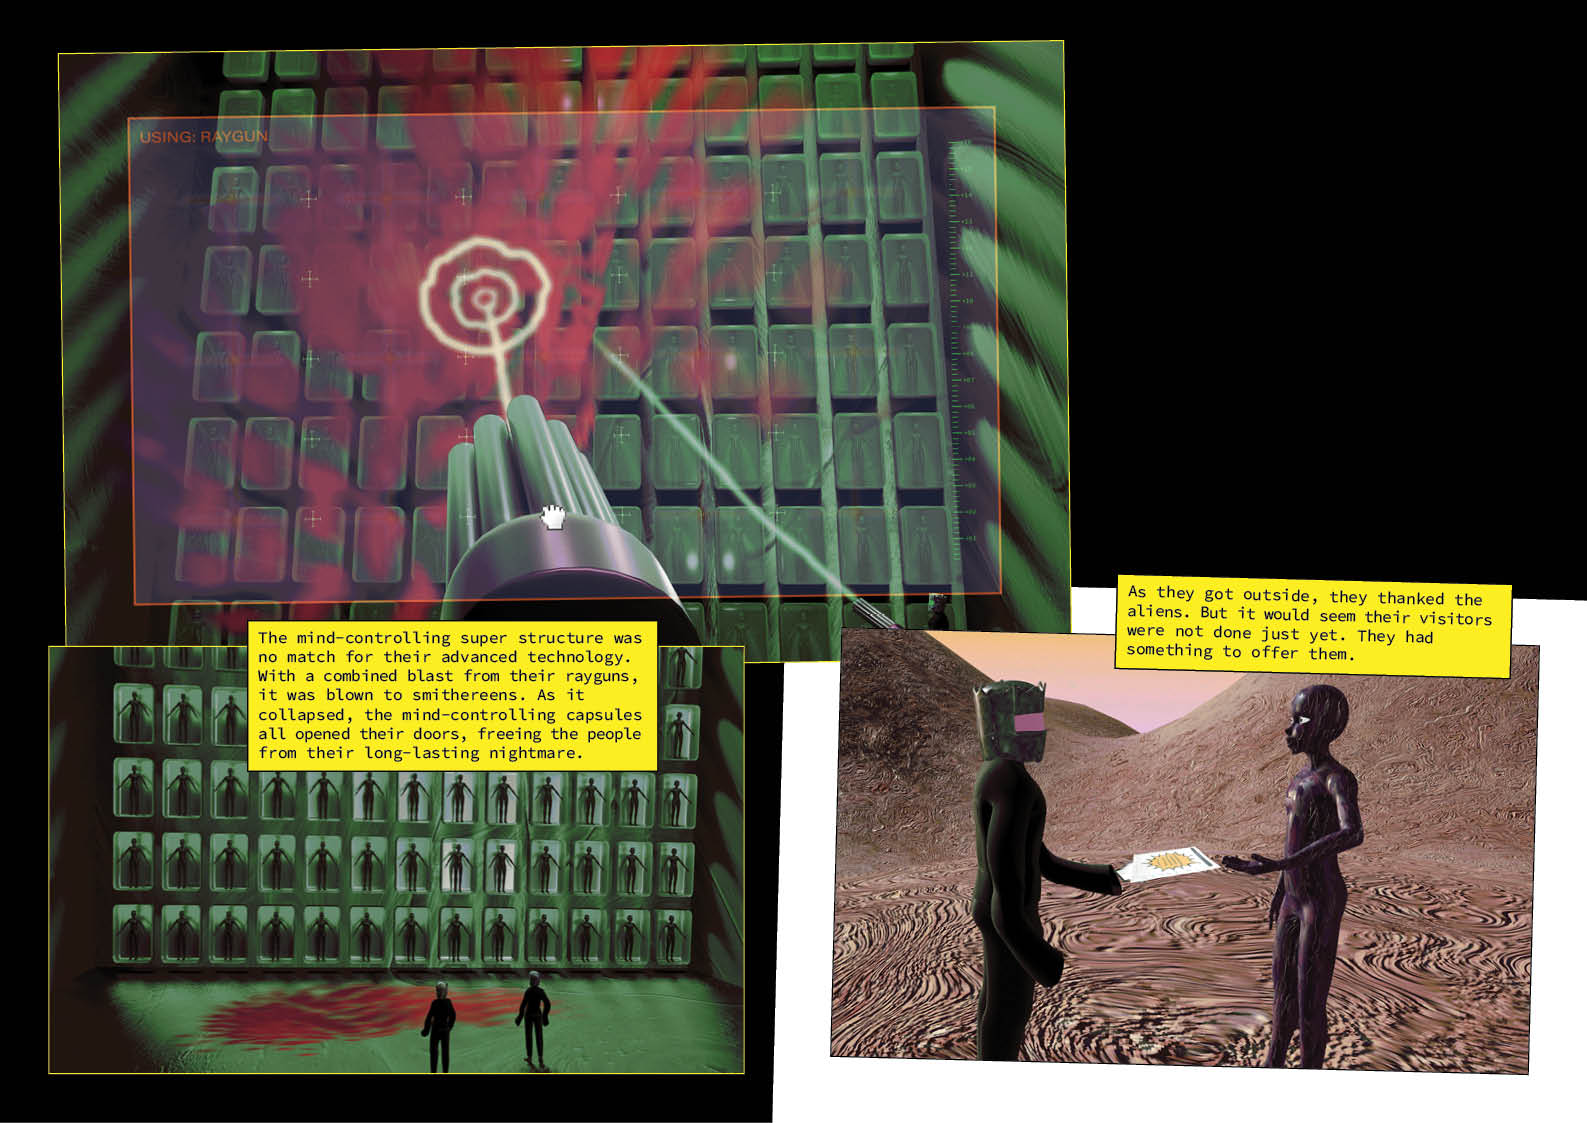 USING: RAYGUN
The mind-controlling super structure was
no match for their advanced technology.
With a combined blast from their rayguns,
it was blown to smithereens. As it
collapsed, the mind-controlling capsules
all opened their doors, freeing the people
from their long-lasting nightmare.
As they got outside, they thanked the
aliens. But it would seem their visitors
were not done just yet. They had
something to offer them.